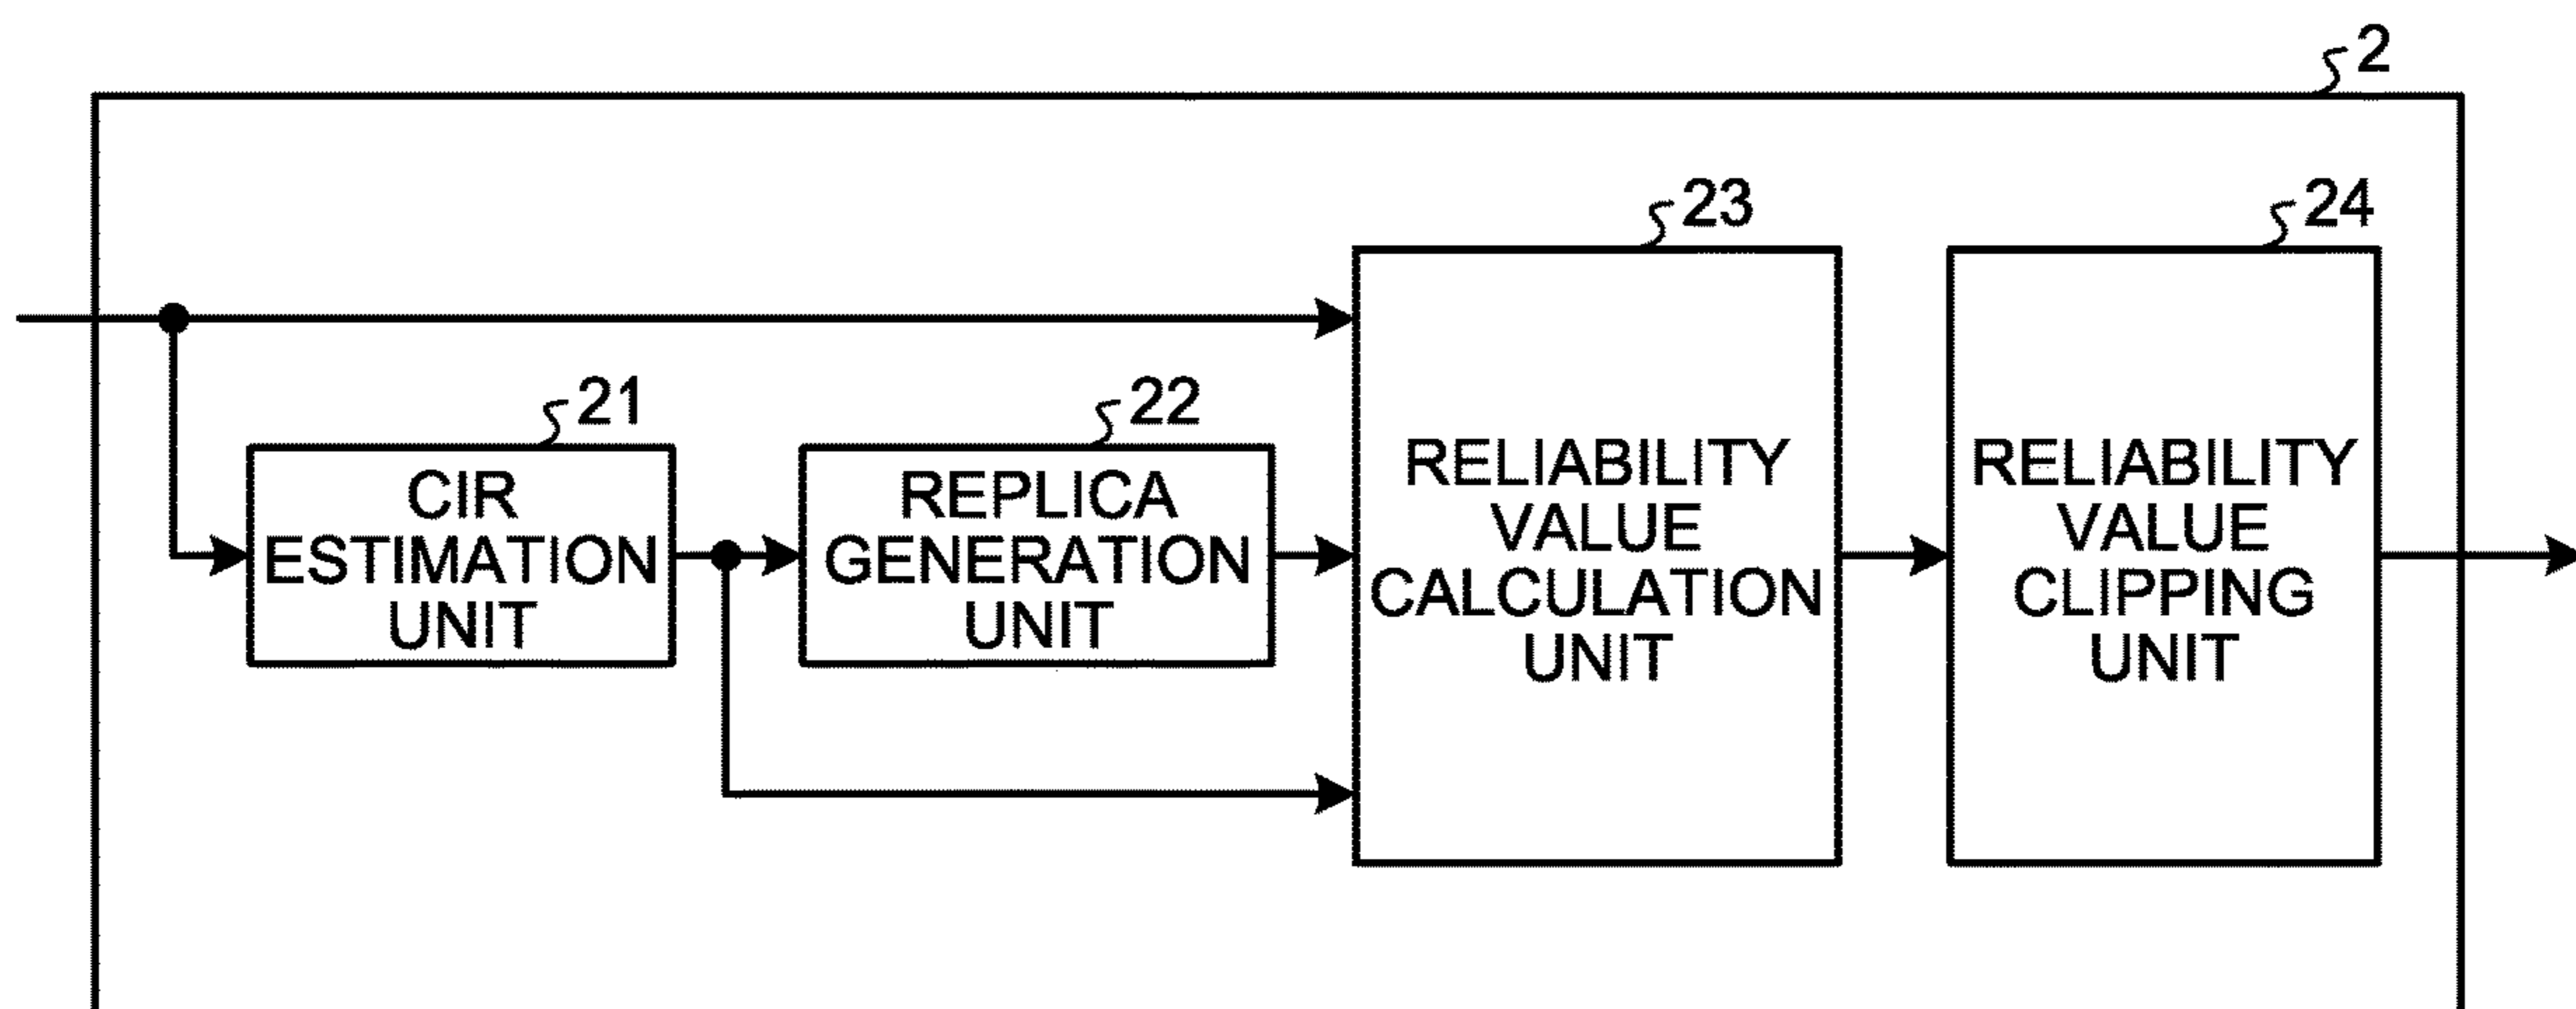 2
23
24
21
22
CIR
ESTIMATION
UNIT
REPLICA
GENERATION
UNIT
RELIABILITY
VALUE
CALCULATION
UNIT
RELIABILITY
VALUE
CLIPPING
UNIT